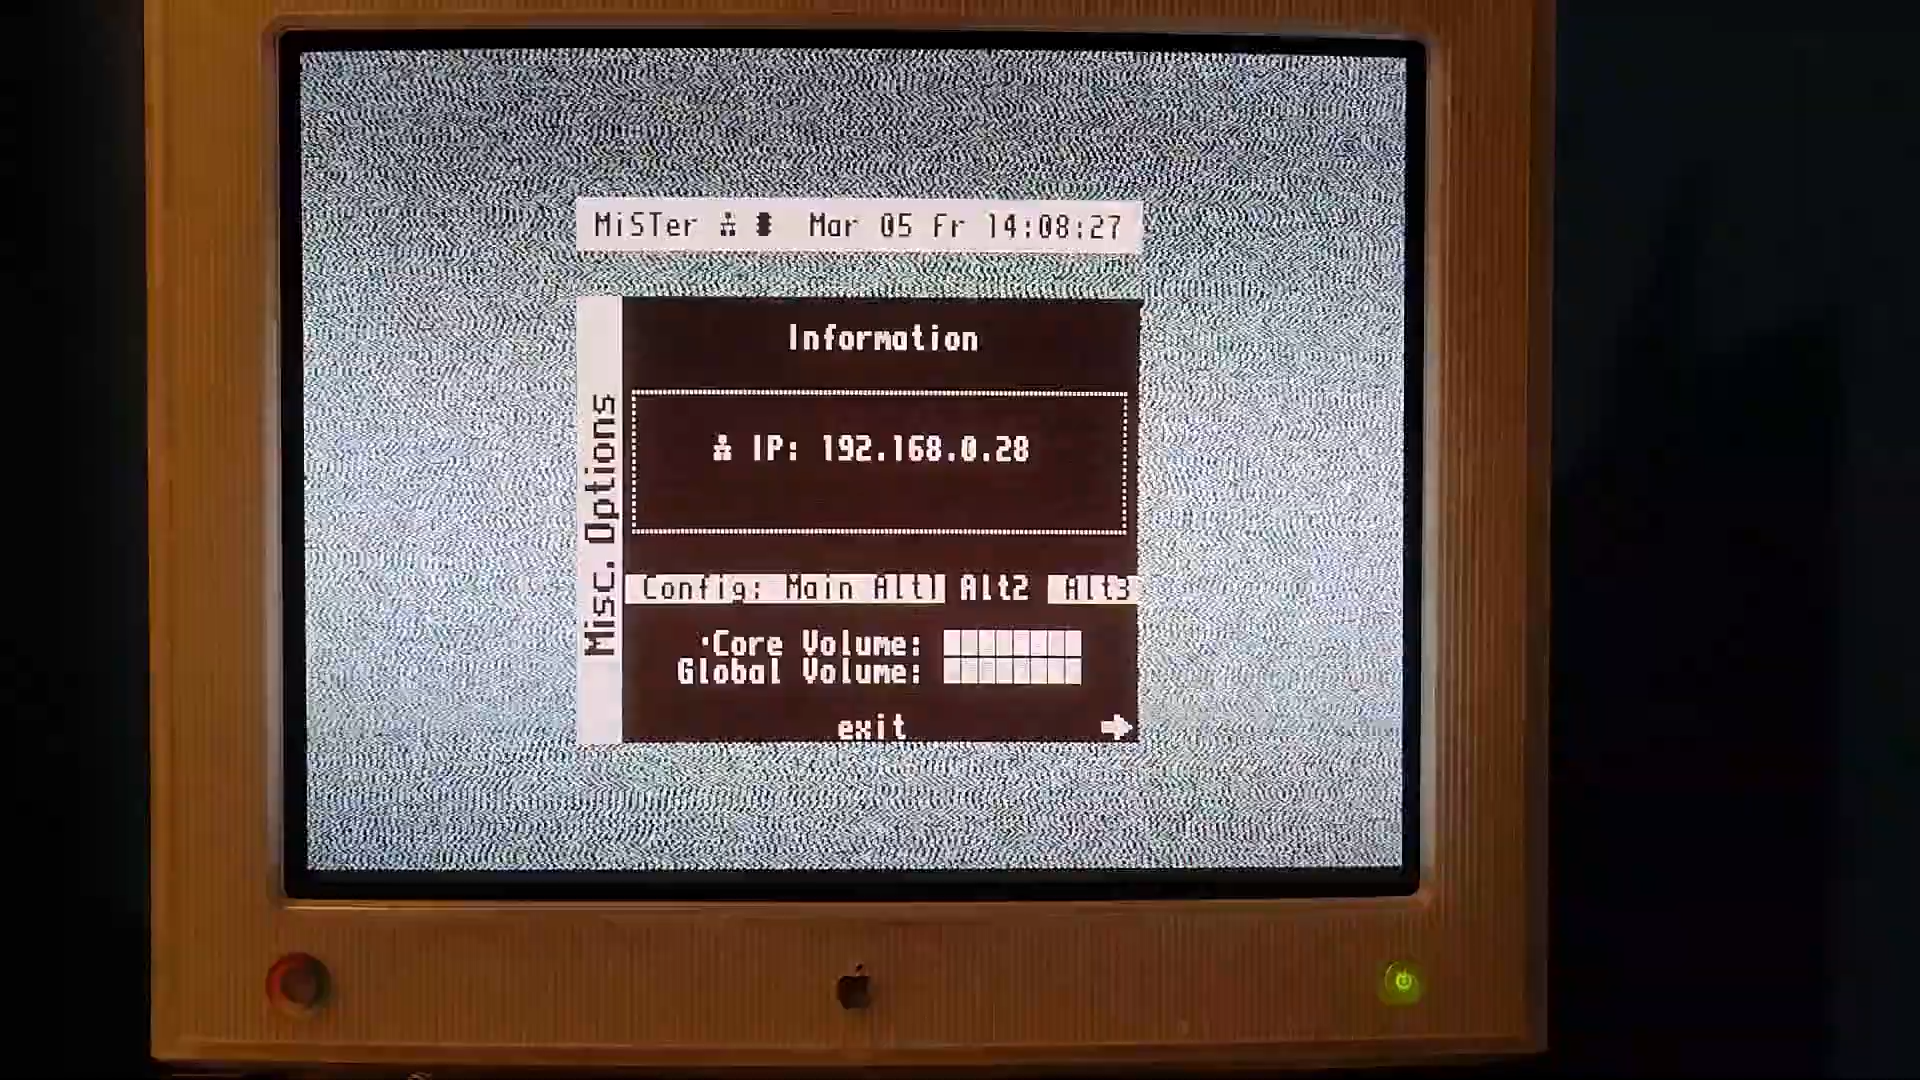 MiSTer Mar 05 Fr 14:08:27
Misc. Options
Information
IP: 192.168.0.28
Config: Main Alt1 Alt2 Alt3
·Core Volume:
Global Volume:
exit